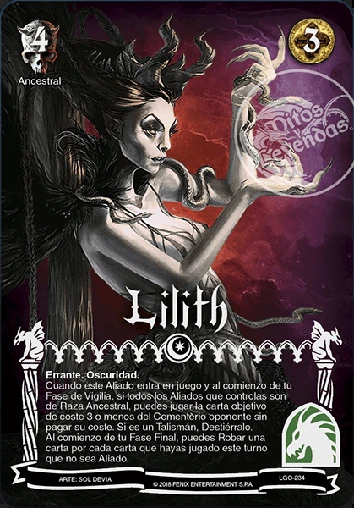 4
3
Ancestral
Mitos y
Leyendas
Lilith
Errante. Oscuridad.
Cuando este Aliado entra en juego y al comienzo de tu
Fase de Vigilia, si todos los Aliados que controlas son
de Raza Ancestral, puedes jugar la carta objetivo
de costo 3 o menos del Cementerio oponente sin
pagar su coste. Si es un Talismán, Destiérralo.
Al comienzo de tu Fase Final, puedes Robar una
carta por cada carta que hayas jugado este turno
que no sea Aliado.
ARTE: SOL DEVIA
© 2018 FENIX ENTERTAINMENT S.P.A
LGO-234